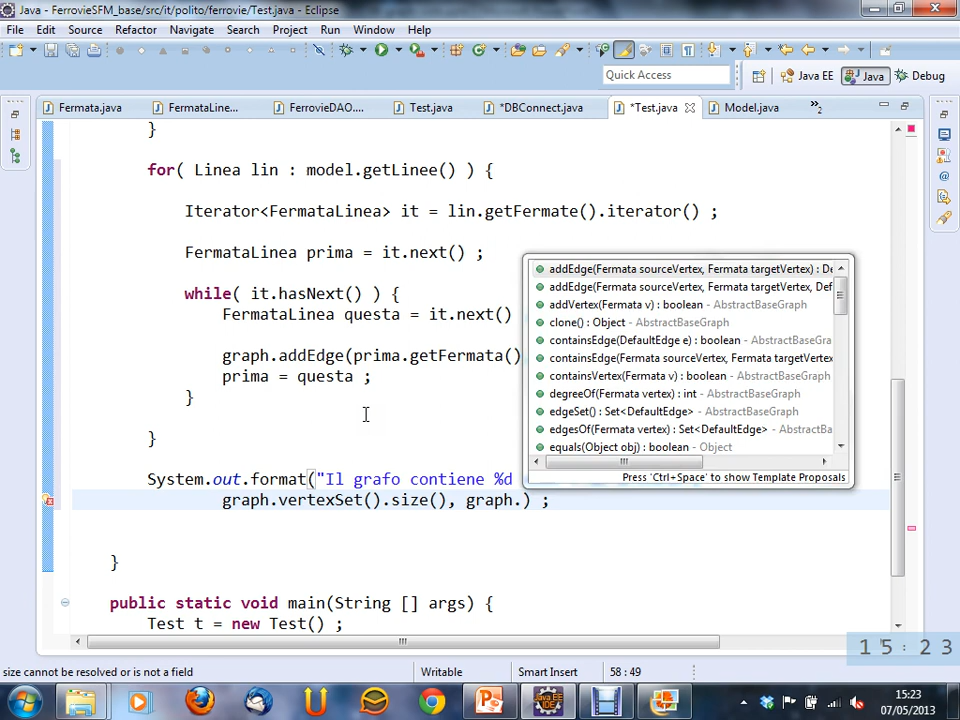 Java - FerrovieSFM_base/src/it/polito/ferrovie/Test.java - Eclipse
File Edit Source Refactor Navigate Search Project Run Window Help
Quick Access
Java EE Java Debug
Fermata.java FermataLine... FerrovieDAO.... Test.java *DBConnect.java *Test.java Model.java »2
}
for( Linea lin : model.getLinee() ) {
Iterator<FermataLinea> it = lin.getFermate().iterator() ;
FermataLinea prima = it.next() ;
while( it.hasNext() ) {
FermataLinea questa = it.next()
graph.addEdge(prima.getFermata()
prima = questa ;
}
}
System.out.format("Il grafo contiene %d
graph.vertexSet().size(), graph.) ;
}
public static void main(String [] args) {
Test t = new Test() ;
addEdge(Fermata sourceVertex, Fermata targetVertex) : De
addEdge(Fermata sourceVertex, Fermata targetVertex, Def
addVertex(Fermata v) : boolean - AbstractBaseGraph
clone() : Object - AbstractBaseGraph
containsEdge(DefaultEdge e) : boolean - AbstractBaseGra
containsEdge(Fermata sourceVertex, Fermata targetVertex
containsVertex(Fermata v) : boolean - AbstractBaseGraph
degreeOf(Fermata vertex) : int - AbstractBaseGraph
edgeSet() : Set<DefaultEdge> - AbstractBaseGraph
edgesOf(Fermata vertex) : Set<DefaultEdge> - AbstractBa
equals(Object obj) : boolean - Object
Press 'Ctrl+Space' to show Template Proposals
15:23
size cannot be resolved or is not a field Writable Smart Insert 58 : 49
15:23
07/05/2013